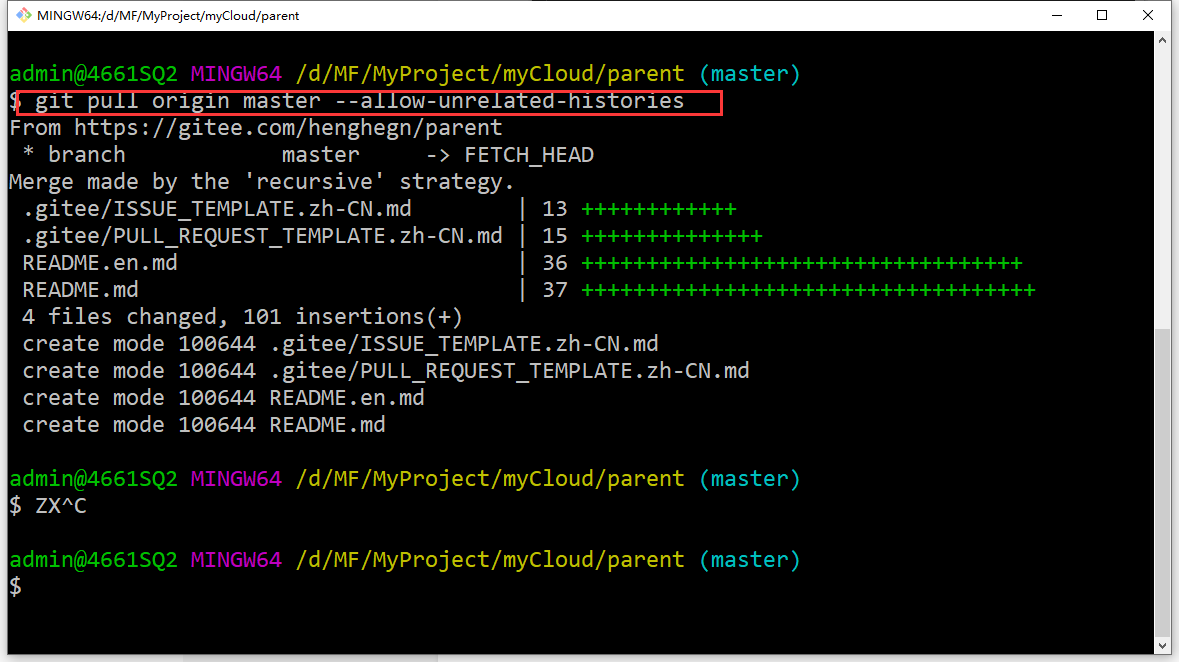 MINGW64:/d/MF/MyProject/myCloud/parent
admin@4661SQ2 MINGW64 /d/MF/MyProject/myCloud/parent (master)
$ git pull origin master --allow-unrelated-histories
From https://gitee.com/henghegn/parent
 * branch            master     -> FETCH_HEAD
Merge made by the 'recursive' strategy.
 .gitee/ISSUE_TEMPLATE.zh-CN.md        | 13 ++++++++++++
 .gitee/PULL_REQUEST_TEMPLATE.zh-CN.md | 15 ++++++++++++++
 README.en.md                          | 36 ++++++++++++++++++++++++++++++++++
 README.md                             | 37 +++++++++++++++++++++++++++++++++++
 4 files changed, 101 insertions(+)
 create mode 100644 .gitee/ISSUE_TEMPLATE.zh-CN.md
 create mode 100644 .gitee/PULL_REQUEST_TEMPLATE.zh-CN.md
 create mode 100644 README.en.md
 create mode 100644 README.md
admin@4661SQ2 MINGW64 /d/MF/MyProject/myCloud/parent (master)
$ ZX^C
admin@4661SQ2 MINGW64 /d/MF/MyProject/myCloud/parent (master)
$